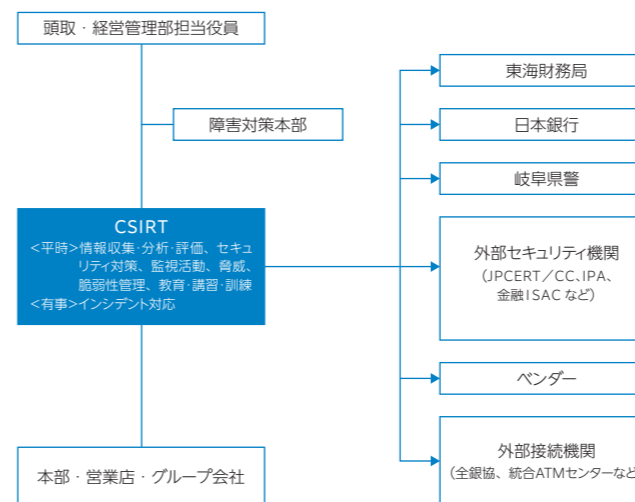 頭取・経営管理部担当役員
障害対策本部
CSIRT
<平時>情報収集・分析・評価、セキュ
リティ対策、監視活動、脅威、
脆弱性管理、教育・講習・訓練
<有事>インシデント対応
本部・営業店・グループ会社
東海財務局
日本銀行
岐阜県警
外部セキュリティ機関
（JPCERT／CC、IPA、
金融ISAC など）
ベンダー
外部接続機関
（全銀協、統合ATMセンターなど